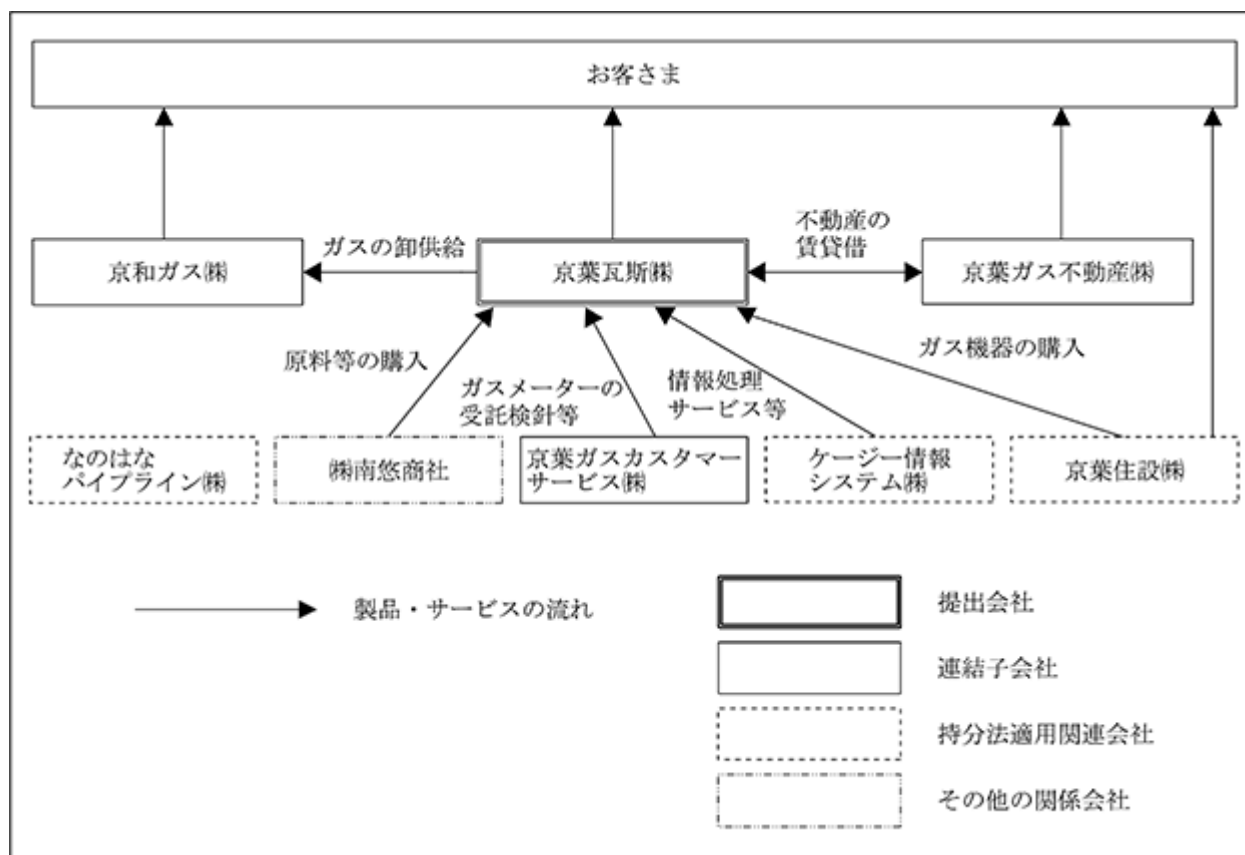 お客さま
不動産の
賃貸借
ガスの卸供給
京和ガス㈱
京葉瓦斯㈱
京葉ガス不動産㈱
原料等の購入
ガスメーターの
受託検針等
情報処理
サービス等
ガス機器の購入
なのはな
パイプライン㈱
㈱南悠商社
京葉ガスカスタマー
サービス㈱
ケージー情報
システム㈱
京葉住設㈱
製品・サービスの流れ
提出会社
連結子会社
持分法適用関連会社
その他の関係会社